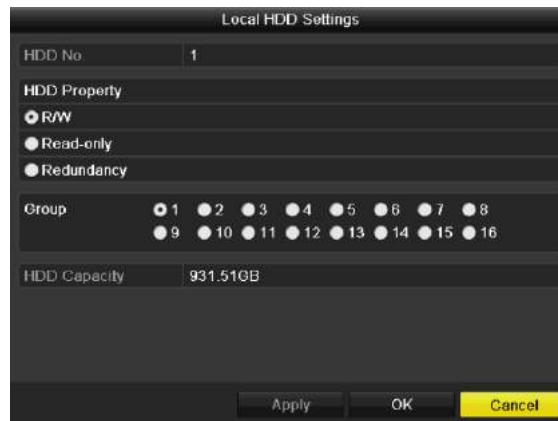 Local HDD Settings
HDD No. 1
HDD Property
R/W
Read-only
Redundancy
Group 1 2 3 4 5 6 7 8
9 10 11 12 13 14 15 16
HDD Capacity 931.51GB
Apply OK Cancel